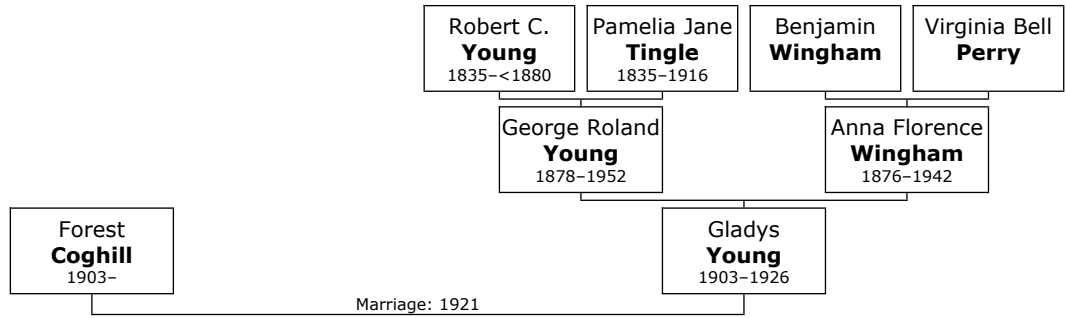 Robert C.
Young
1835–<1880
Pamelia Jane
Tingle
1835–1916
Benjamin
Wingham
Virginia Bell
Perry
George Roland
Young
1878–1952
Anna Florence
Wingham
1876–1942
Forest
Coghill
1903–
Gladys
Young
1903–1926
Marriage: 1921